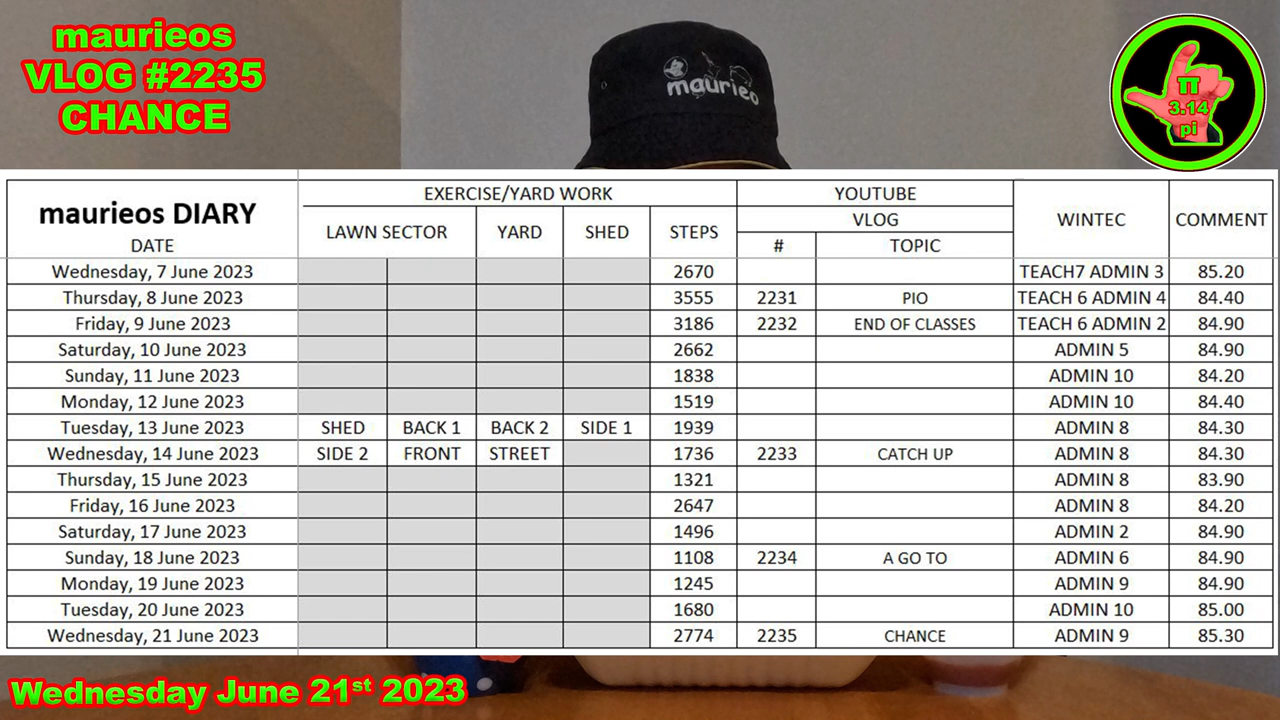 maurieos
VLOG #2235
CHANCE
maurieo
π
3.14
pi
maurieos DIARY
DATE
EXERCISE/YARD WORK
YOUTUBE
WINTEC
COMMENT
LAWN SECTOR
YARD
SHED
STEPS
VLOG
#
TOPIC
Wednesday, 7 June 2023 2670 TEACH7 ADMIN 3 85.20
Thursday, 8 June 2023 3555 2231 PIO TEACH 6 ADMIN 4 84.40
Friday, 9 June 2023 3186 2232 END OF CLASSES TEACH 6 ADMIN 2 84.90
Saturday, 10 June 2023 2662 ADMIN 5 84.90
Sunday, 11 June 2023 1838 ADMIN 10 84.20
Monday, 12 June 2023 1519 ADMIN 10 84.40
Tuesday, 13 June 2023 SHED BACK 1 BACK 2 SIDE 1 1939 ADMIN 8 84.30
Wednesday, 14 June 2023 SIDE 2 FRONT STREET 1736 2233 CATCH UP ADMIN 8 84.30
Thursday, 15 June 2023 1321 ADMIN 8 83.90
Friday, 16 June 2023 2647 ADMIN 8 84.20
Saturday, 17 June 2023 1496 ADMIN 2 84.90
Sunday, 18 June 2023 1108 2234 A GO TO ADMIN 6 84.90
Monday, 19 June 2023 1245 ADMIN 9 84.90
Tuesday, 20 June 2023 1680 ADMIN 10 85.00
Wednesday, 21 June 2023 2774 2235 CHANCE ADMIN 9 85.30
Wednesday June 21st 2023